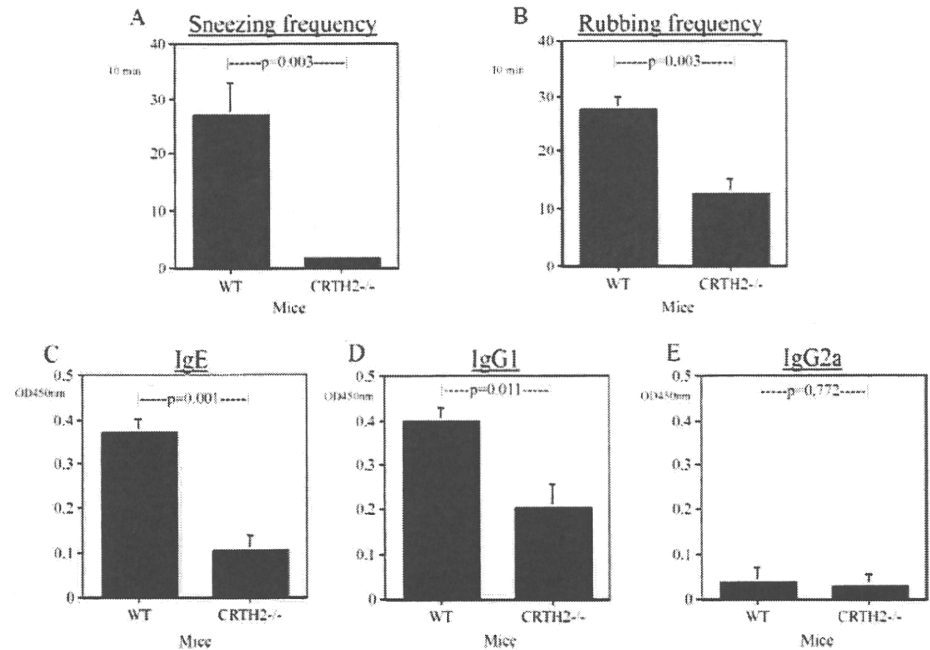 A
Sneezing frequency
10 min
40
30
20
10
0
|------p=0.003------|
WT
CRTH2-/-
Mice
B
Rubbing frequency
10 min
40
30
20
10
0
|------p=0.003------|
WT
CRTH2-/-
Mice
C
IgE
OD450nm
0.5
0.4
0.3
0.2
0.1
0
|------p=0.001------|
WT
CRTH2-/-
Mice
D
IgG1
OD450nm
0.5
0.4
0.3
0.2
0.1
0
|------p=0.011------|
WT
CRTH2-/-
Mice
E
IgG2a
OD450nm
0.5
0.4
0.3
0.2
0.1
0
|------p=0.772------|
WT
CRTH2-/-
Mice